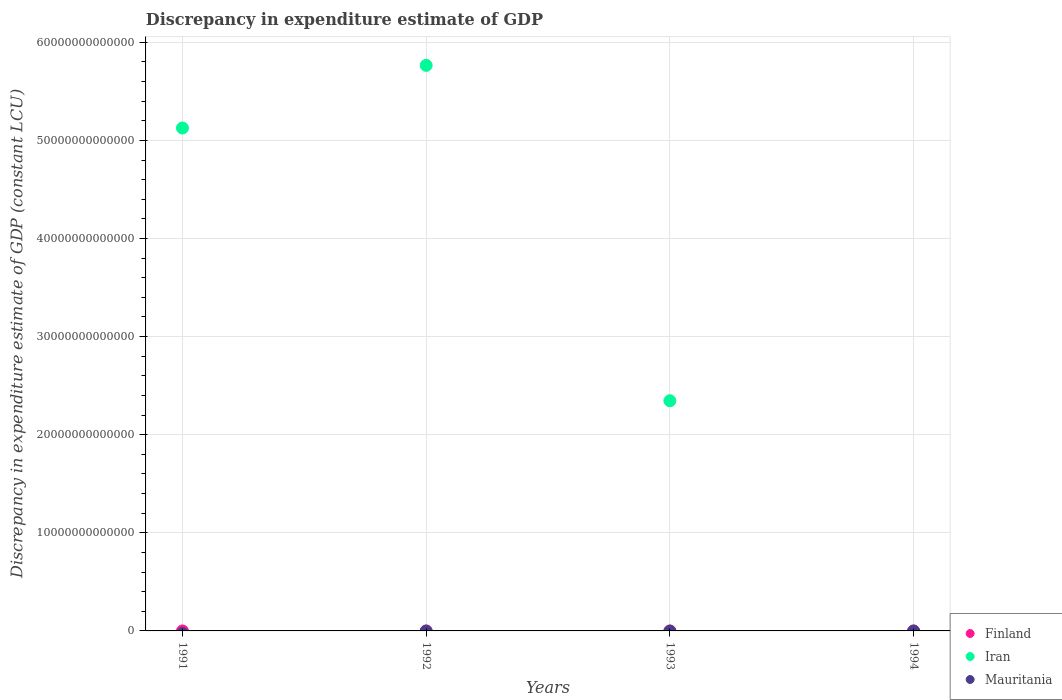 Discrepancy in expenditure estimate of GDP
Discrepancy in expenditure estimate of GDP (constant LCU)
60000000000000
50000000000000
40000000000000
30000000000000
20000000000000
10000000000000
0
1991
1992
1993
1994
Years
Finland
Iran
Mauritania